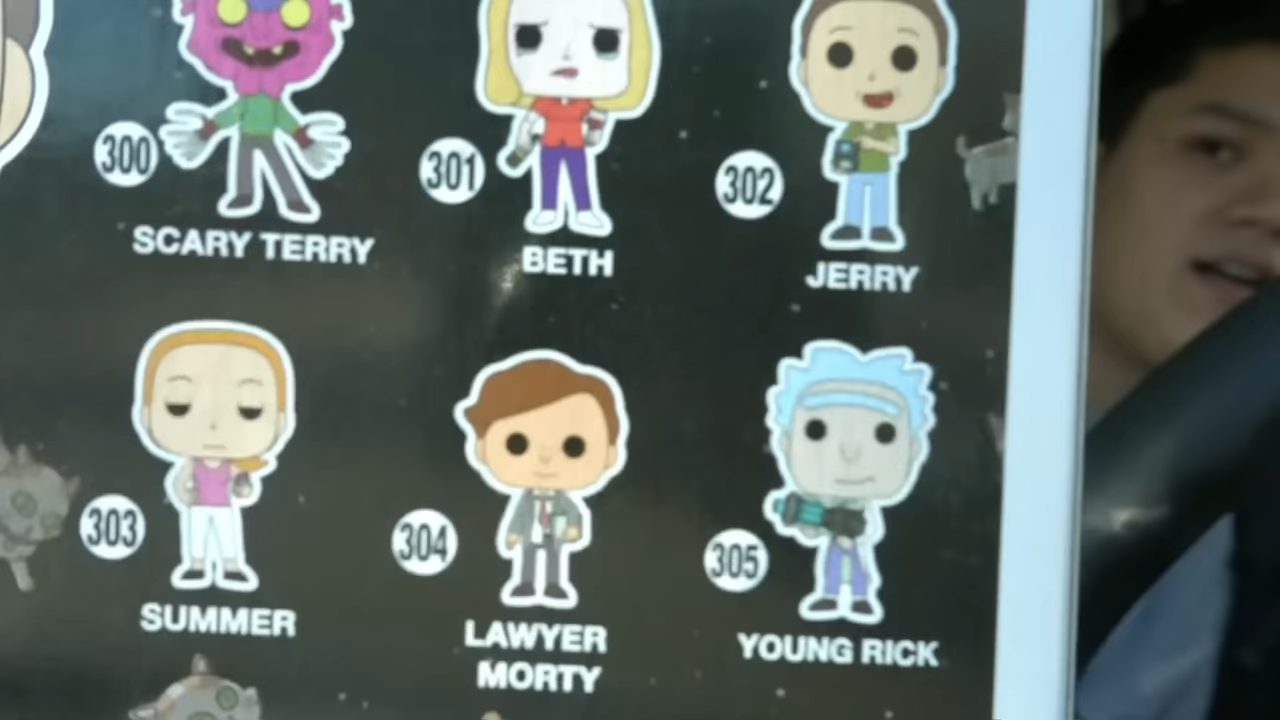 300
SCARY TERRY
301
BETH
302
JERRY
303
SUMMER
304
LAWYER
MORTY
305
YOUNG RICK